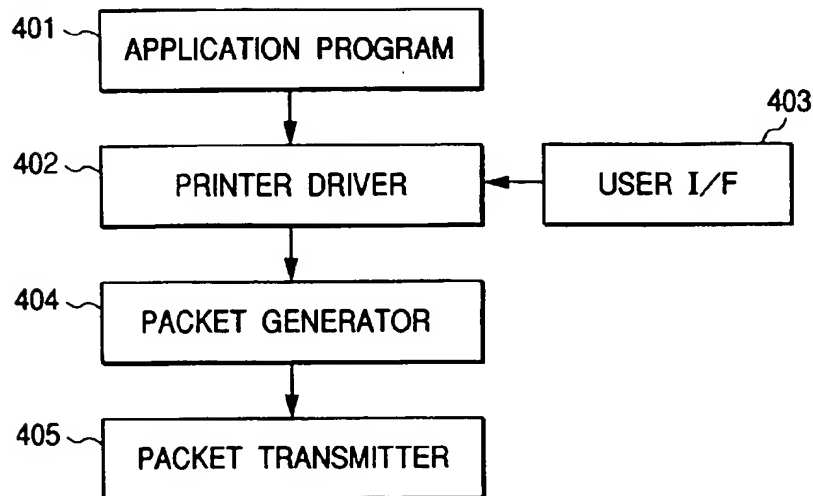 401
APPLICATION PROGRAM
403
402
PRINTER DRIVER
USER I/F
404
PACKET GENERATOR
405
PACKET TRANSMITTER